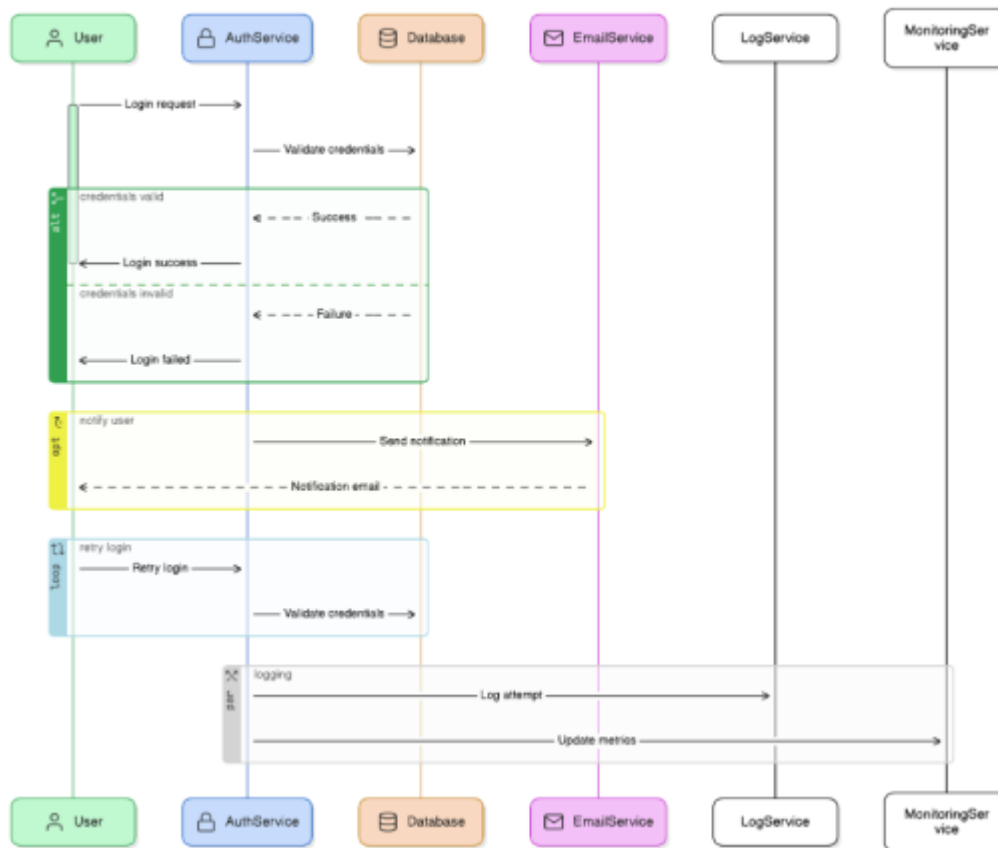 User
AuthService
Database
EmailService
LogService
MonitoringSer
vice
Login request
Validate credentials
alt
credentials valid
Success
Login success
credentials invalid
Failure
Login failed
opt
notify user
Send notification
Notification email
loop
retry login
Retry login
Validate credentials
par
logging
Log attempt
Update metrics
User
AuthService
Database
EmailService
LogService
MonitoringSer
vice